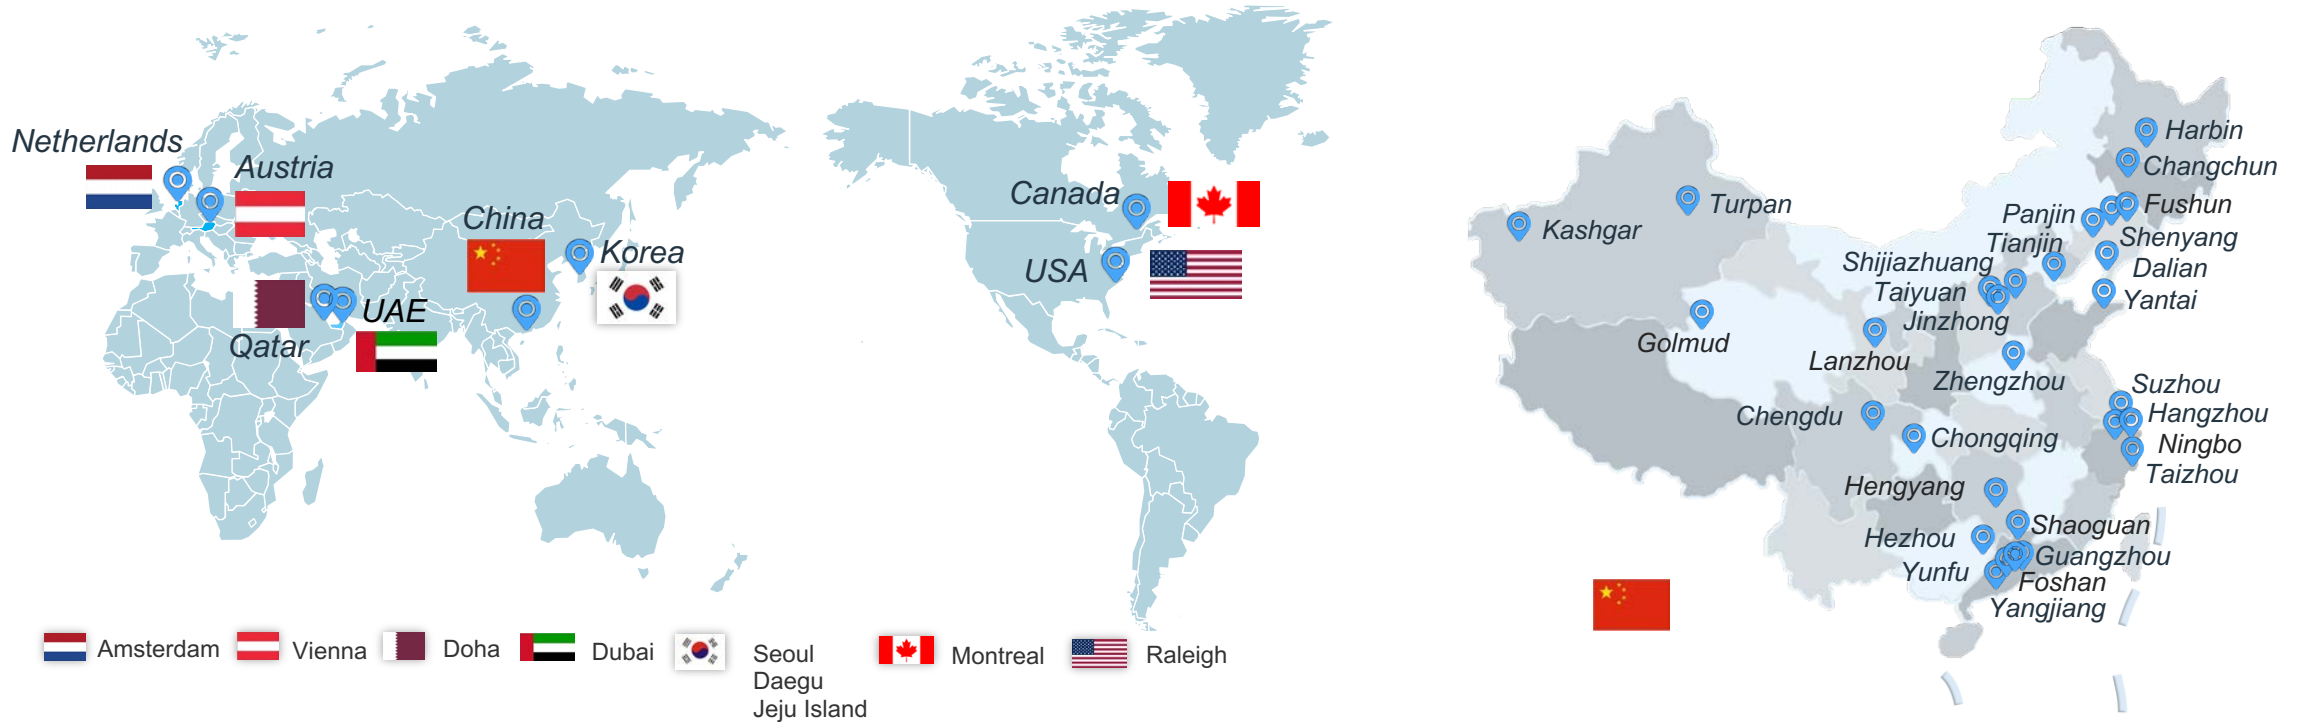 Netherlands
Austria
China
Korea
UAE
Qatar
Canada
USA
Amsterdam
Vienna
Doha
Dubai
Seoul
Daegu
Jeju Island
Montreal
Raleigh
Harbin
Changchun
Turpan
Kashgar
Panjin
Fushun
Tianjin
Shenyang
Shijiazhuang
Dalian
Taiyuan
Yantai
Jinzhong
Golmud
Lanzhou
Zhengzhou
Suzhou
Chengdu
Hangzhou
Chongqing
Ningbo
Taizhou
Hengyang
Shaoguan
Hezhou
Guangzhou
Yunfu
Foshan
Yangjiang